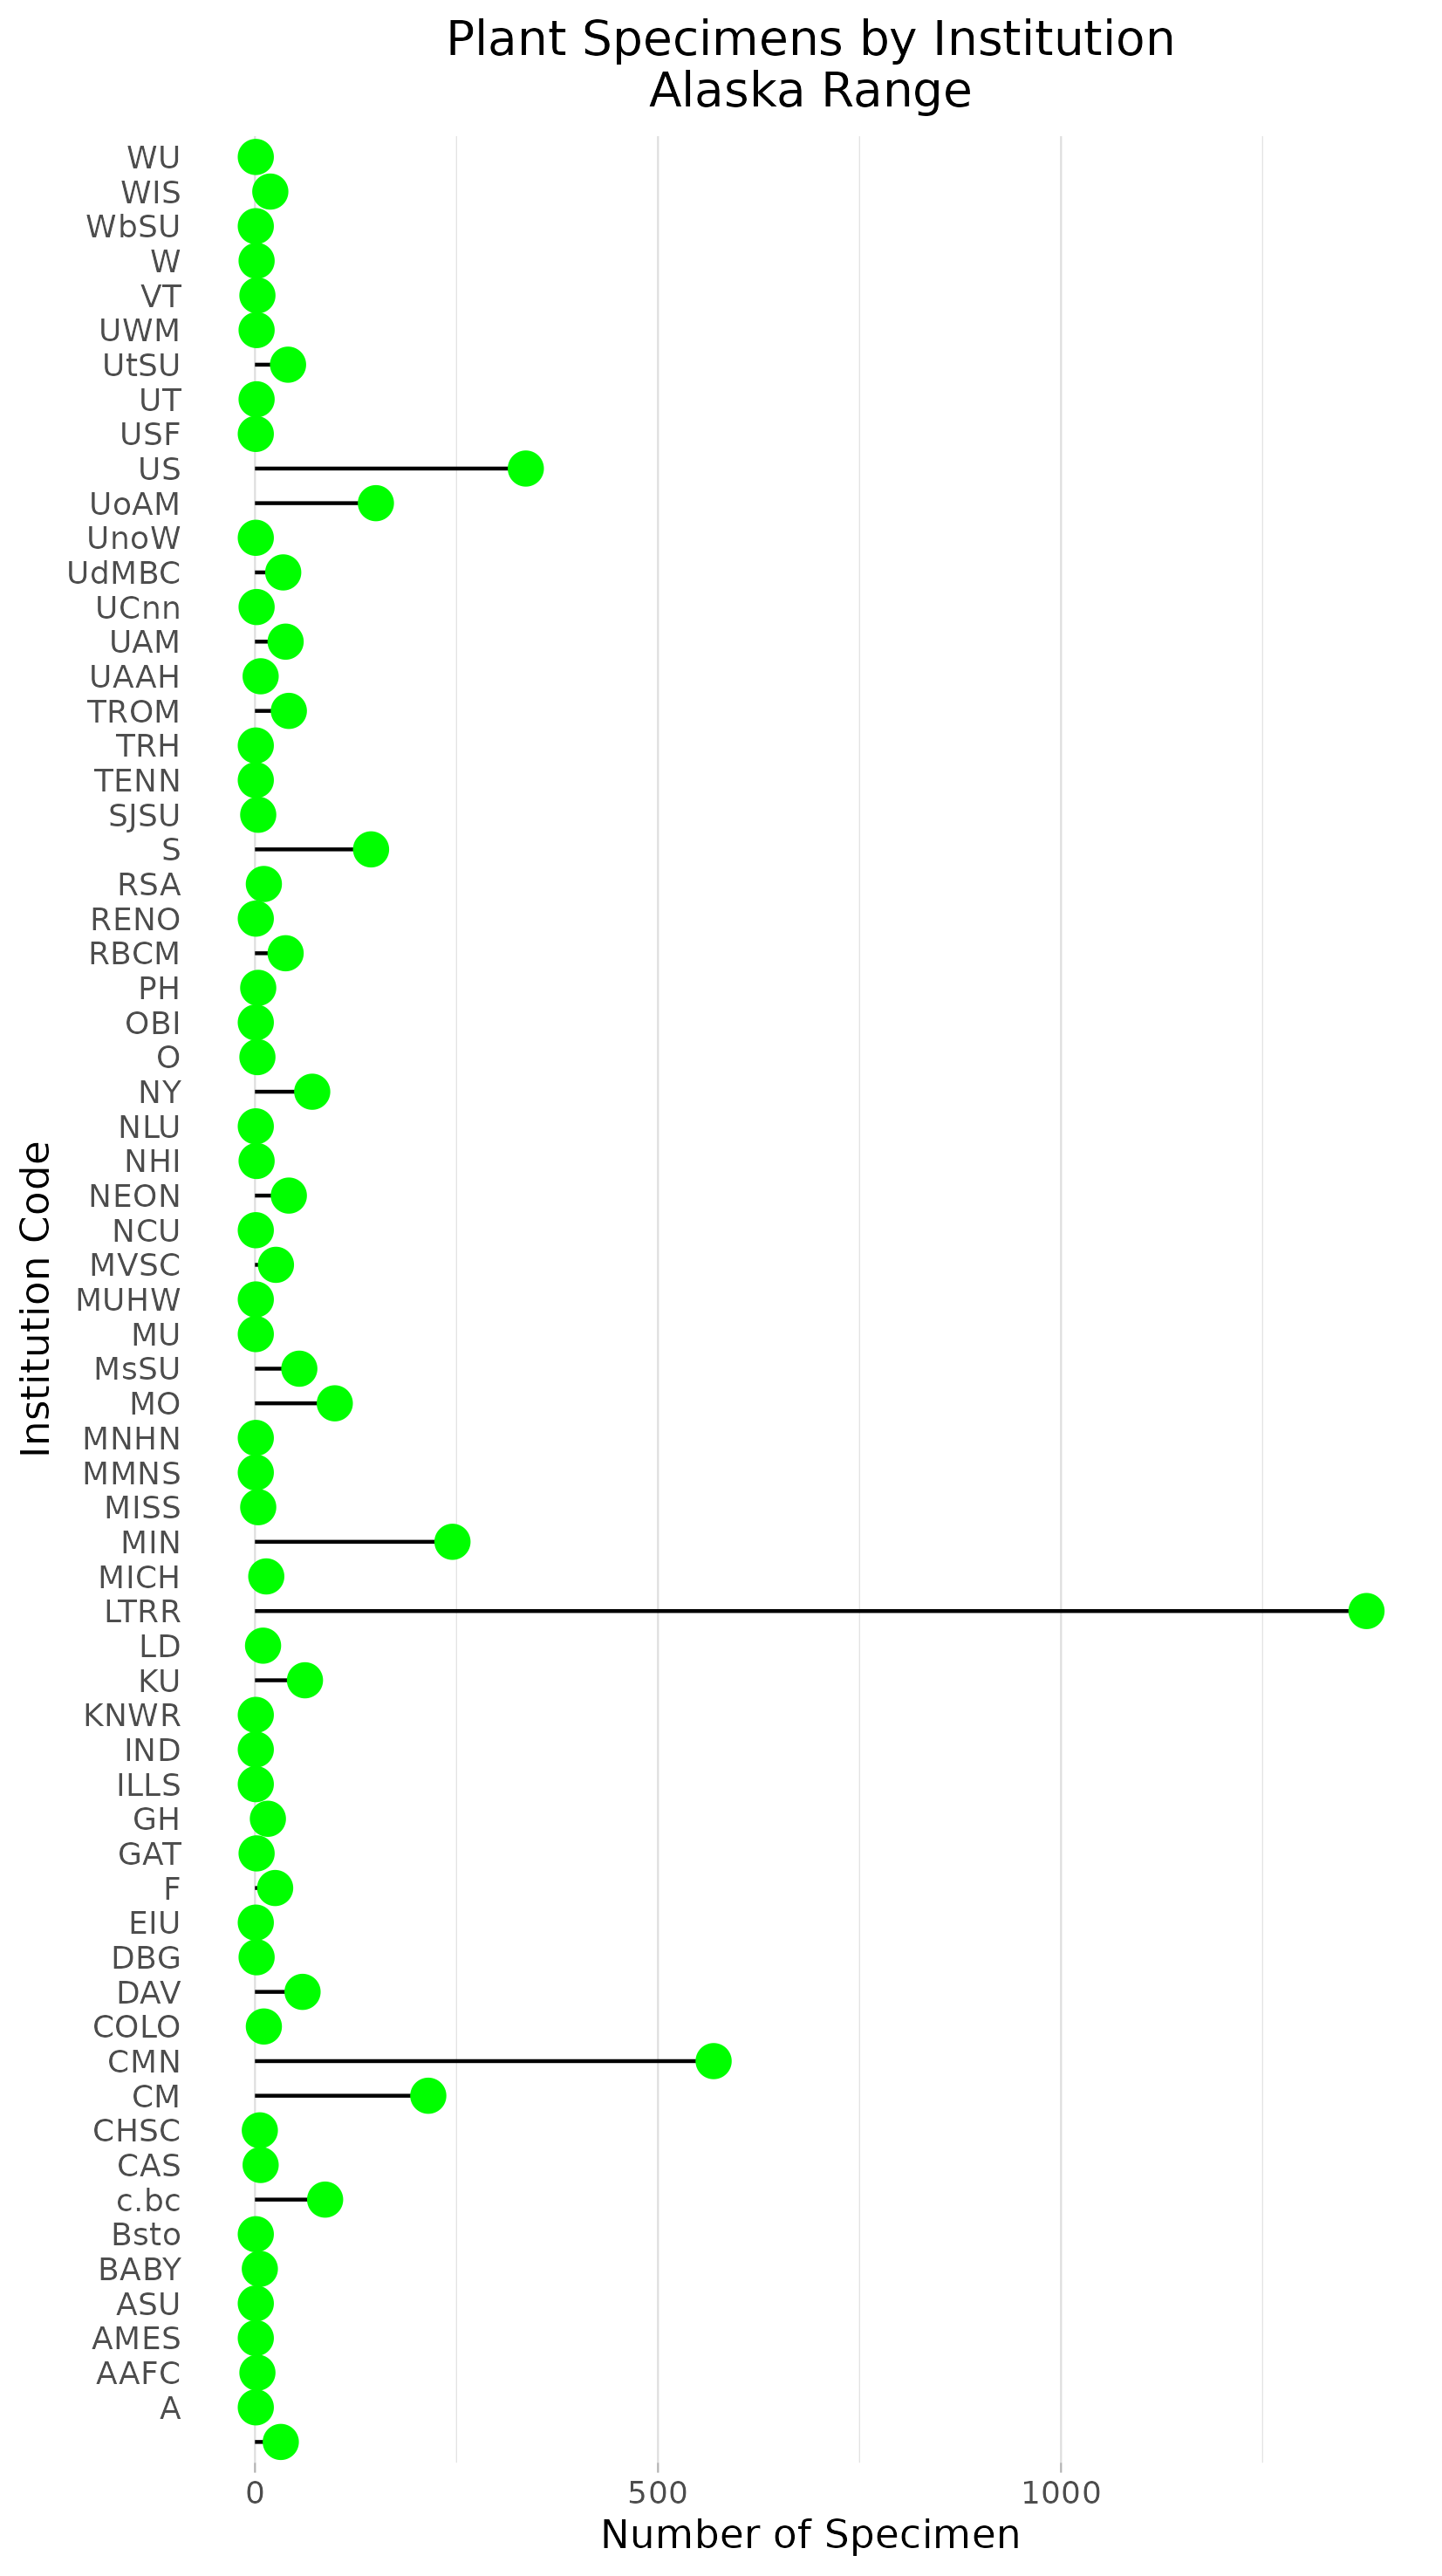 Plant Specimens by Institution
Alaska Range
WU
WIS
WbSU
W
VT
UWM
UtSU
UT
USF
US
UoAM
UnoW
UdMBC
UCnn
UAM
UAAH
TROM
TRH
TENN
SJSU
S
RSA
RENO
RBCM
PH
OBI
O
NY
NLU
NHI
NEON
NCU
MVSC
MUHW
MU
MsSU
MO
MNHN
MMNS
MISS
MIN
MICH
LTRR
LD
KU
KNWR
IND
ILLS
GH
GAT
F
EIU
DBG
DAV
COLO
CMN
CM
CHSC
CAS
c.bc
Bsto
BABY
ASU
AMES
AAFC
A
Institution Code
0 500 1000
Number of Specimen